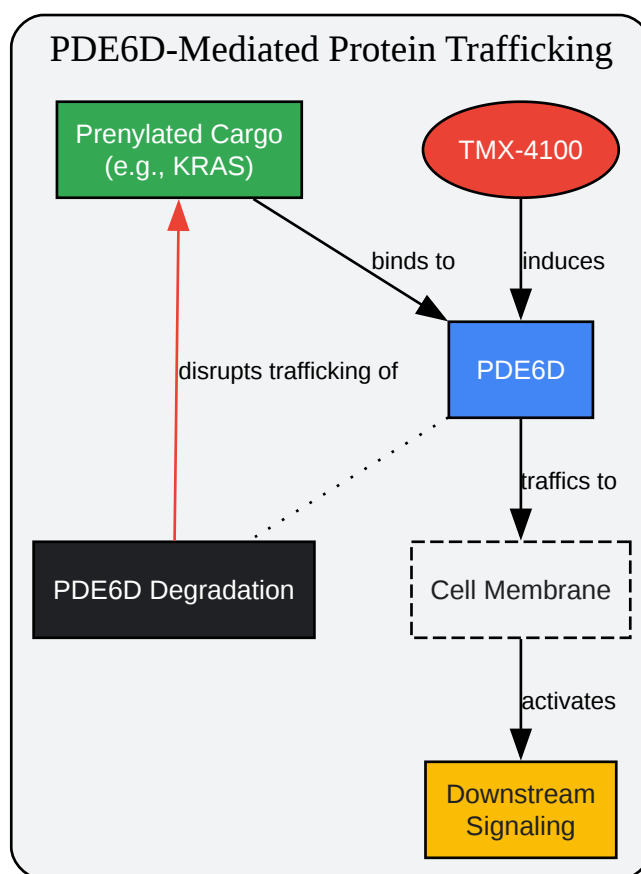 PDE6D-Mediated Protein Trafficking
Prenylated Cargo
(e.g., KRAS)
TMX-4100
binds to
induces
PDE6D
disrupts trafficking of
traffics to
PDE6D Degradation
Cell Membrane
activates
Downstream
Signaling